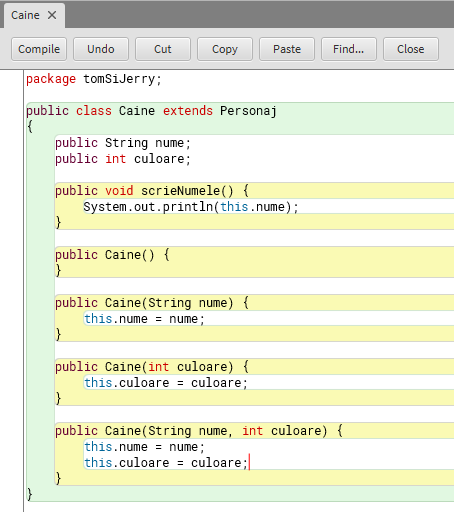 Caine ×
Compile Undo Cut Copy Paste Find... Close
package tomSiJerry;
public class Caine extends Personaj
{
    public String nume;
    public int culoare;
    public void scrieNumele() {
        System.out.println(this.nume);
    }
    public Caine() {
    }
    public Caine(String nume) {
        this.nume = nume;
    }
    public Caine(int culoare) {
        this.culoare = culoare;
    }
    public Caine(String nume, int culoare) {
        this.nume = nume;
        this.culoare = culoare;
    }
}